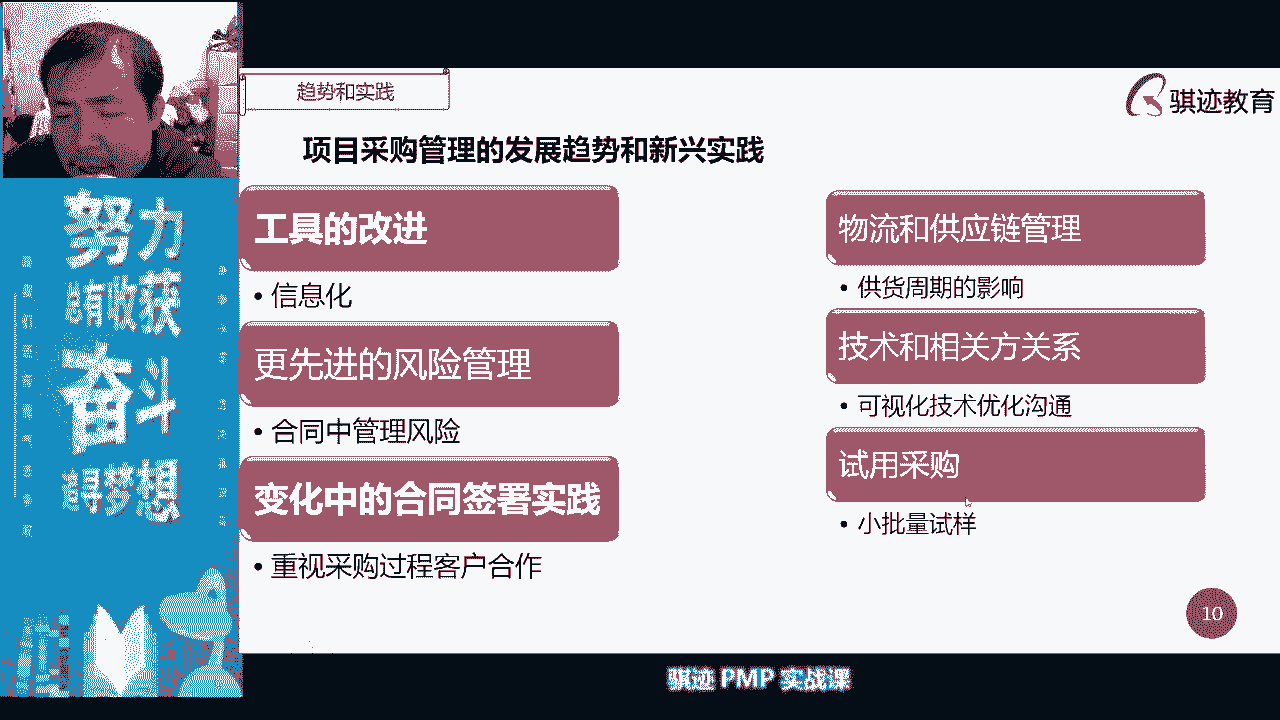 趋势和实践
骐迹教育
项目采购管理的发展趋势和新兴实践
工具的改进
• 信息化
更先进的风险管理
• 合同中管理风险
变化中的合同签署实践
• 重视采购过程客户合作
物流和供应链管理
• 供货周期的影响
技术和相关方关系
• 可视化技术优化沟通
试用采购
• 小批量试样
10
努力
总有收获
奋斗
追寻梦想
骐迹 PMP 实战课